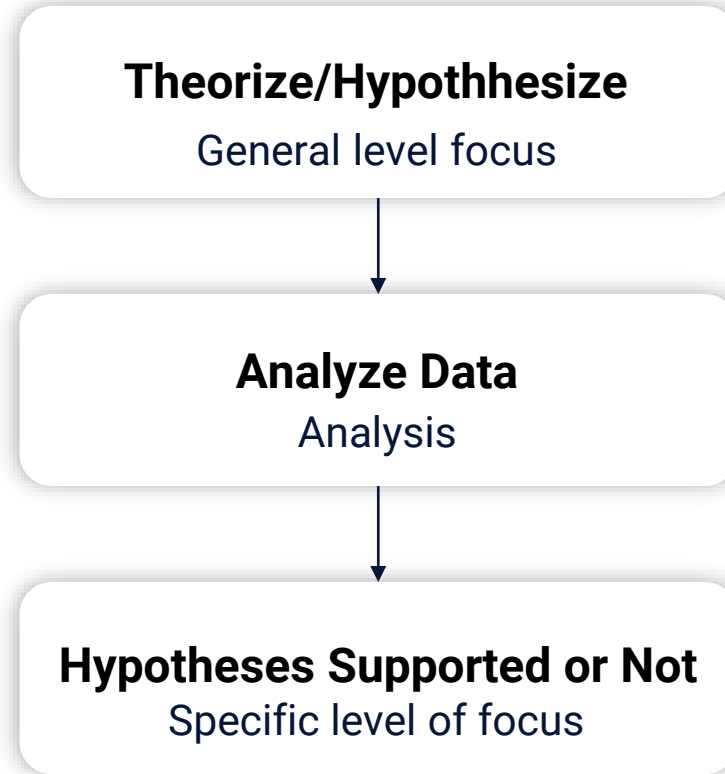 Theorize/Hypothhesize
General level focus
Analyze Data
Analysis
Hypotheses Supported or Not
Specific level of focus